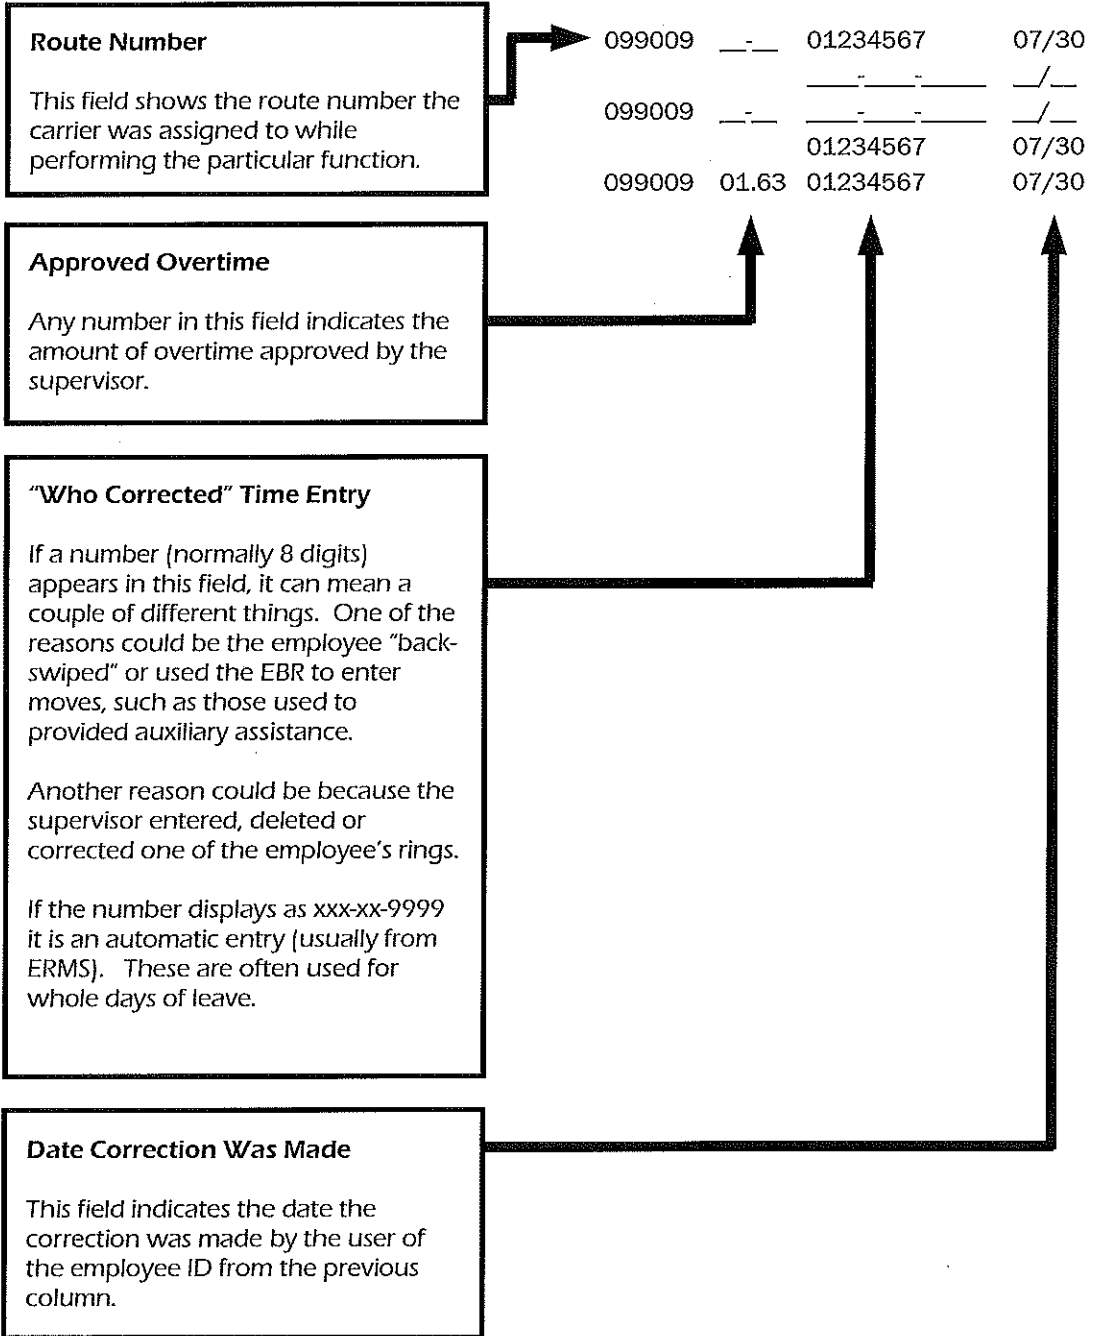 Route Number
This field shows the route number the
carrier was assigned to while
performing the particular function.
099009 __-__ 01234567 07/30
___-___-____ __/__
099009 __-__ ___-___-____ __/__
01234567 07/30
099009 01.63 01234567 07/30
Approved Overtime
Any number in this field indicates the
amount of overtime approved by the
supervisor.
"Who Corrected" Time Entry
If a number (normally 8 digits)
appears in this field, it can mean a
couple of different things. One of the
reasons could be the employee "back-
swiped" or used the EBR to enter
moves, such as those used to
provided auxiliary assistance.
Another reason could be because the
supervisor entered, deleted or
corrected one of the employee's rings.
If the number displays as xxx-xx-9999
it is an automatic entry (usually from
ERMS). These are often used for
whole days of leave.
Date Correction Was Made
This field indicates the date the
correction was made by the user of
the employee ID from the previous
column.